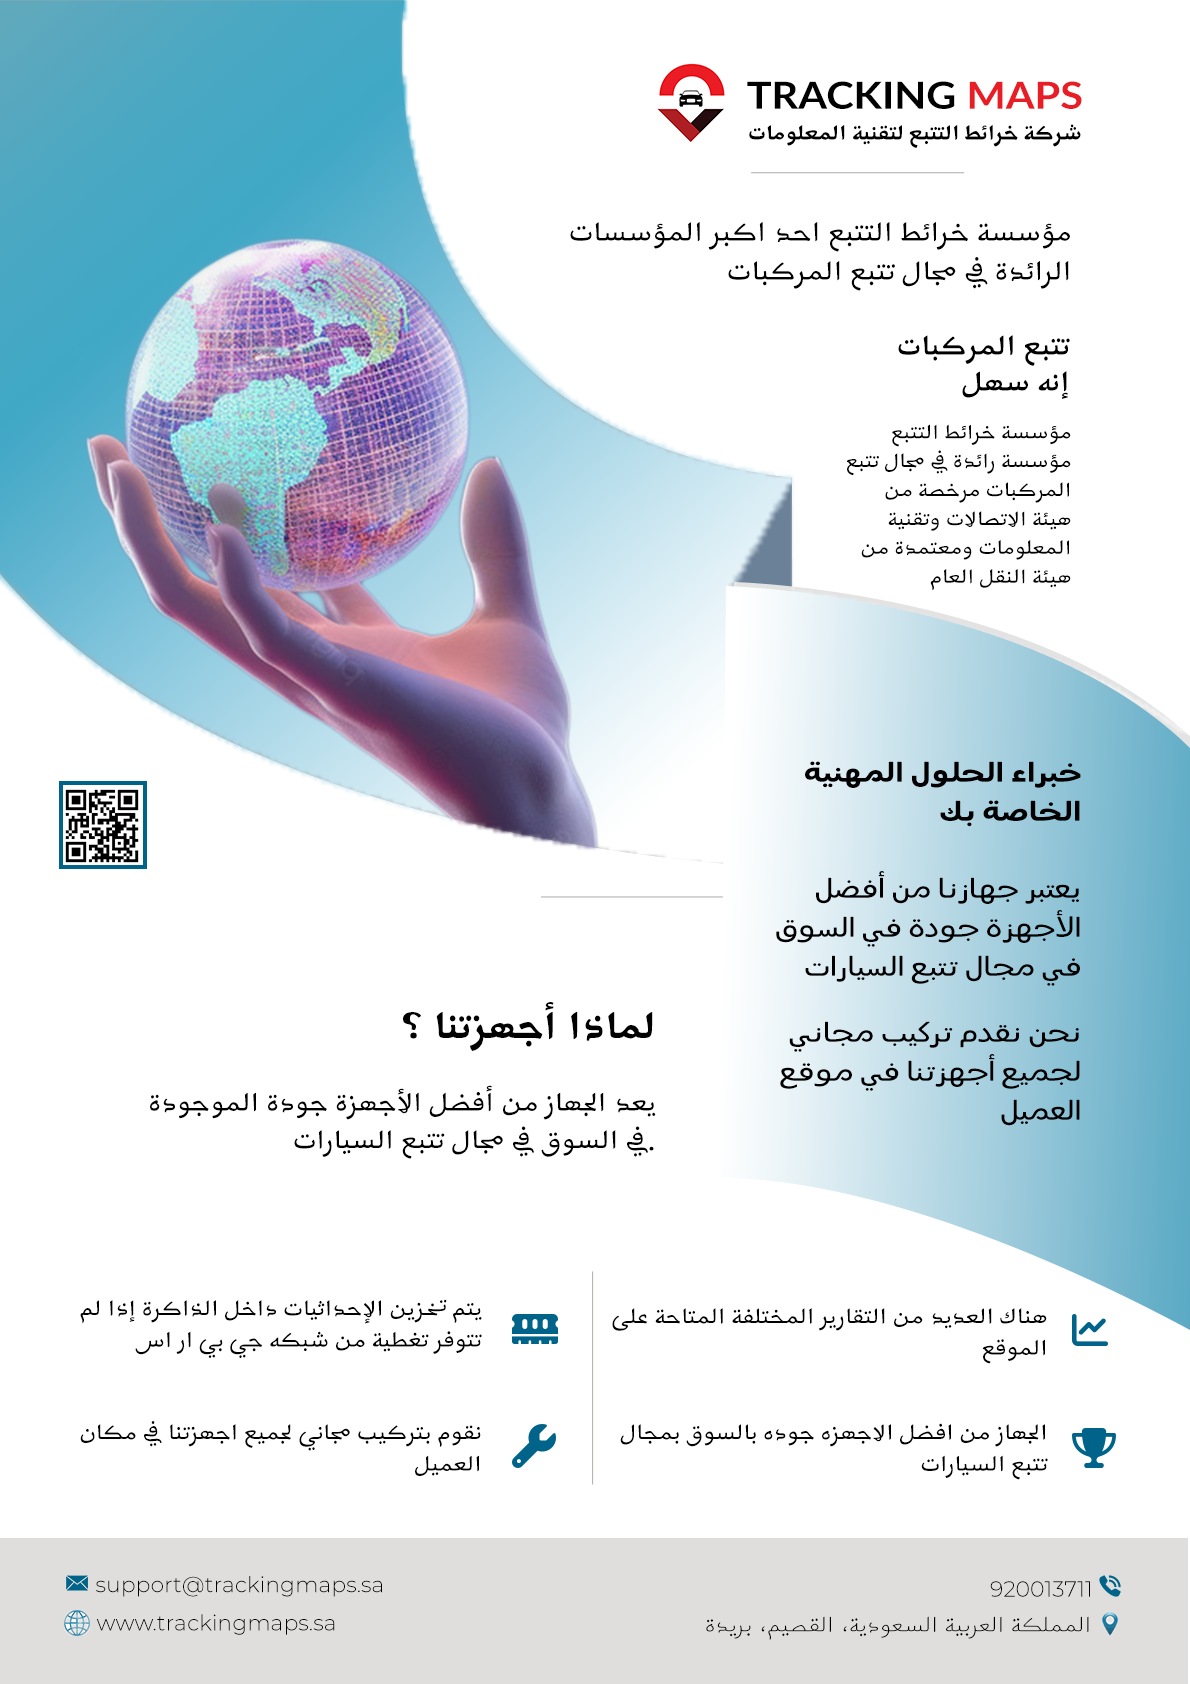 TRACKING MAPS
شركة خرائط التتبع لتقنية المعلومات
مؤسسة خرائط التتبع احد اكبر المؤسسات
الرائدة في مجال تتبع المركبات
تتبع المركبات
إنه سهل
مؤسسة خرائط التتبع
مؤسسة رائدة في مجال تتبع
المركبات مرخصة من
هيئة الاتصالات وتقنية
المعلومات ومعتمدة من
هيئة النقل العام
خبراء الحلول المهنية
الخاصة بك
يعتبر جهازنا من أفضل
الأجهزة جودة في السوق
في مجال تتبع السيارات
نحن نقدم تركيب مجاني
لجميع أجهزتنا في موقع
العميل
لماذا أجهزتنا ؟
يعد الجهاز من أفضل الأجهزة جودة الموجودة
.في السوق في مجال تتبع السيارات
هناك العديد من التقارير المختلفة المتاحة على
الموقع
يتم تخزين الإحداثيات داخل الذاكرة إذا لم
تتوفر تغطية من شبكه جي بي ار اس
الجهاز من افضل الاجهزه جوده بالسوق بمجال
تتبع السيارات
نقوم بتركيب مجاني لجميع اجهزتنا في مكان
العميل
920013711
المملكة العربية السعودية، القصيم، بريدة
support@trackingmaps.sa
www.trackingmaps.sa